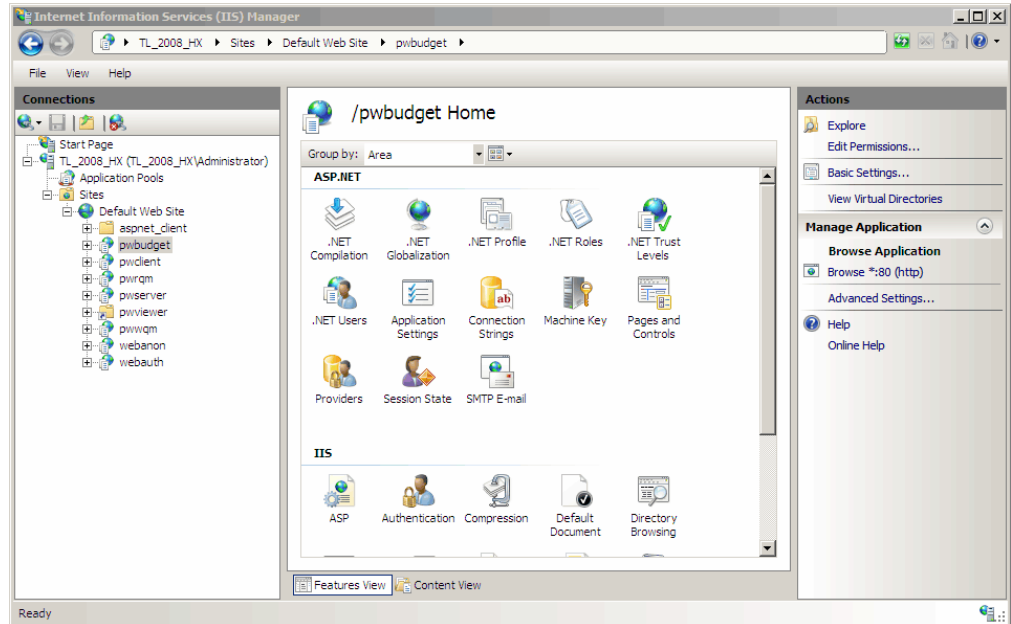 Internet Information Services (IIS) Manager
TL_2008_HX Sites Default Web Site pwbudget
File View Help
Connections
Start Page
TL_2008_HX (TL_2008_HX\Administrator)
Application Pools
Sites
Default Web Site
aspnet_client
pwbudget
pwclient
pwrqm
pwserver
pwviewer
pwwqm
webanon
webauth
/pwbudget Home
Group by: Area
ASP.NET
.NET Compilation
.NET Globalization
.NET Profile
.NET Roles
.NET Trust Levels
.NET Users
Application Settings
Connection Strings
ab
Machine Key
Pages and Controls
Providers
Session State
SMTP E-mail
IIS
ASP
Authentication
Compression
Default Document
Directory Browsing
Features View
Content View
Actions
Explore
Edit Permissions...
Basic Settings...
View Virtual Directories
Manage Application
Browse Application
Browse *:80 (http)
Advanced Settings...
Help
Online Help
Ready